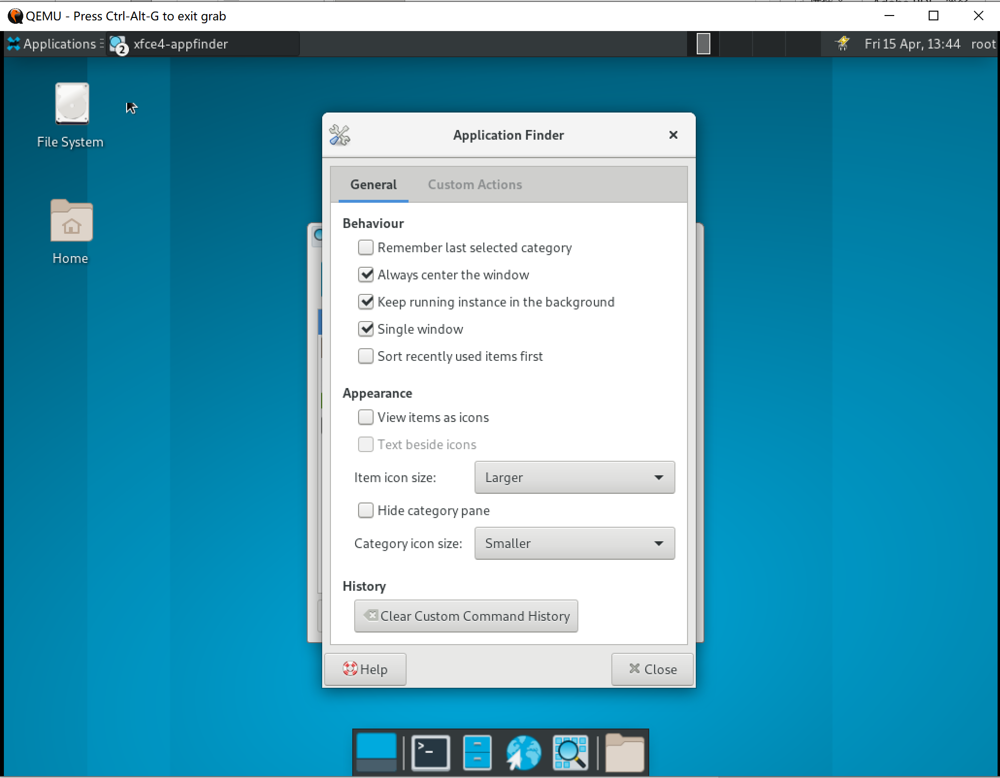 QEMU - Press Ctrl-Alt-G to exit grab
Applications
2
xfce4-appfinder
Fri 15 Apr, 13:44
root
File System
Home
Application Finder
General
Custom Actions
Behaviour
Remember last selected category
Always center the window
Keep running instance in the background
Single window
Sort recently used items first
Appearance
View items as icons
Text beside icons
Item icon size:
Larger
Hide category pane
Category icon size:
Smaller
History
Clear Custom Command History
Help
Close